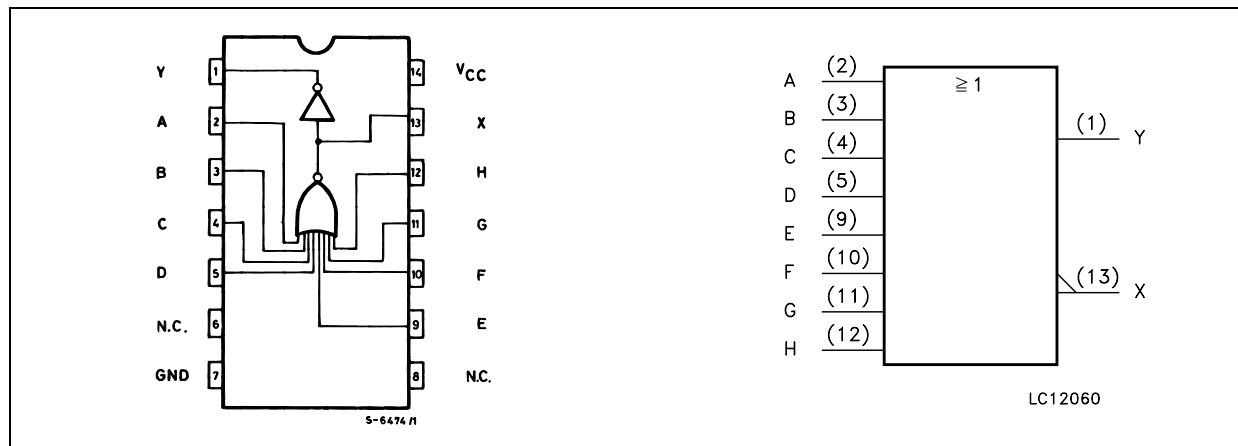 Y 1 14 VCC
A 2 13 X
B 3 12 H
C 4 11 G
D 5 10 F
N.C. 6 9 E
GND 7 8 N.C.
S-6474/1
≧ 1
A (2)
B (3)
C (4)
D (5)
E (9)
F (10)
G (11)
H (12)
(1) Y
(13) X
LC12060